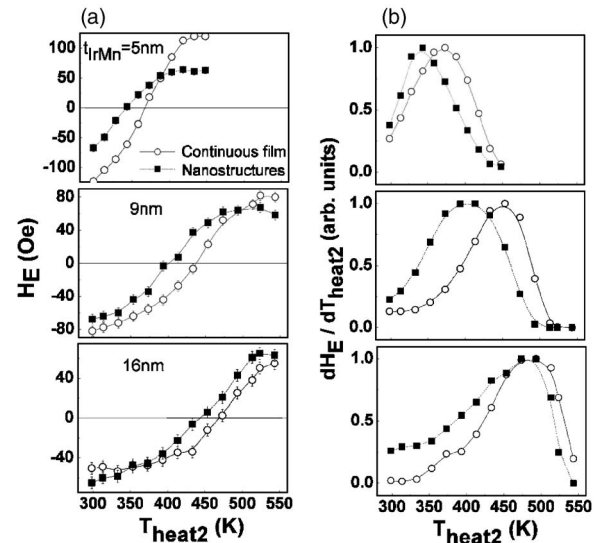 (a)
(b)
t_IrMn=5nm
100
50
0
-50
-100
Continuous film
Nanostructures
9nm
80
40
0
-40
-80
16nm
40
0
-40
300 350 400 450 500 550
T_heat2 (K)
H_E (Oe)
1.0
0.5
0.0
1.0
0.5
0.0
1.0
0.5
0.0
300 350 400 450 500 550
T_heat2 (K)
dH_E / dT_heat2 (arb. units)